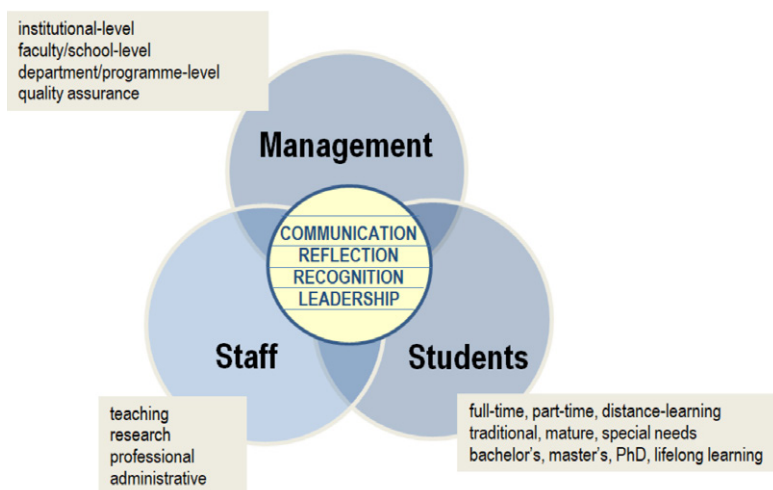 institutional-level
faculty/school-level
department/programme-level
quality assurance
Management
COMMUNICATION
REFLECTION
RECOGNITION
LEADERSHIP
Staff
Students
teaching
research
professional
administrative
full-time, part-time, distance-learning
traditional, mature, special needs
bachelor's, master's, PhD, lifelong learning